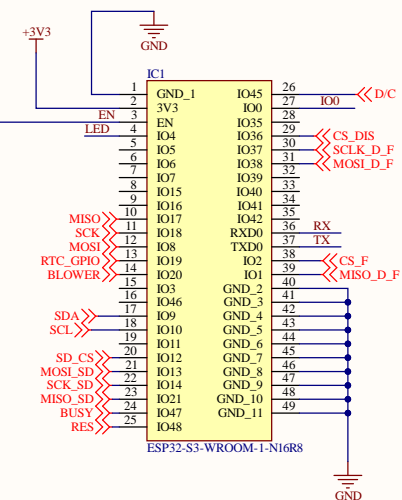 +3V3
GND
IC1
1 GND_1 IO45 26 D/C
2 3V3 IO0 27 IO0
EN 3 EN IO35 28
LED 4 IO4 IO36 29 CS_DIS
5 IO5 IO37 30 SCLK_D_F
6 IO6 IO38 31 MOSI_D_F
7 IO7 IO39 32
8 IO15 IO40 33
9 IO16 IO41 34
MISO 10 IO17 IO42 35
SCK 11 IO18 RXD0 36 RX
MOSI 12 IO8 TXD0 37 TX
RTC_GPIO 13 IO19 IO2 38 CS_F
BLOWER 14 IO20 IO1 39 MISO_D_F
15 IO3 GND_2 40
16 IO46 GND_3 41
SDA 17 IO9 GND_4 42
SCL 18 IO10 GND_5 43
19 IO11 GND_6 44
SD_CS 20 IO12 GND_7 45
MOSI_SD 21 IO13 GND_8 46
SCK_SD 22 IO14 GND_9 47
MISO_SD 23 IO21 GND_10 48
BUSY 24 IO47 GND_11 49
RES 25 IO48
ESP32-S3-WROOM-1-N16R8
GND